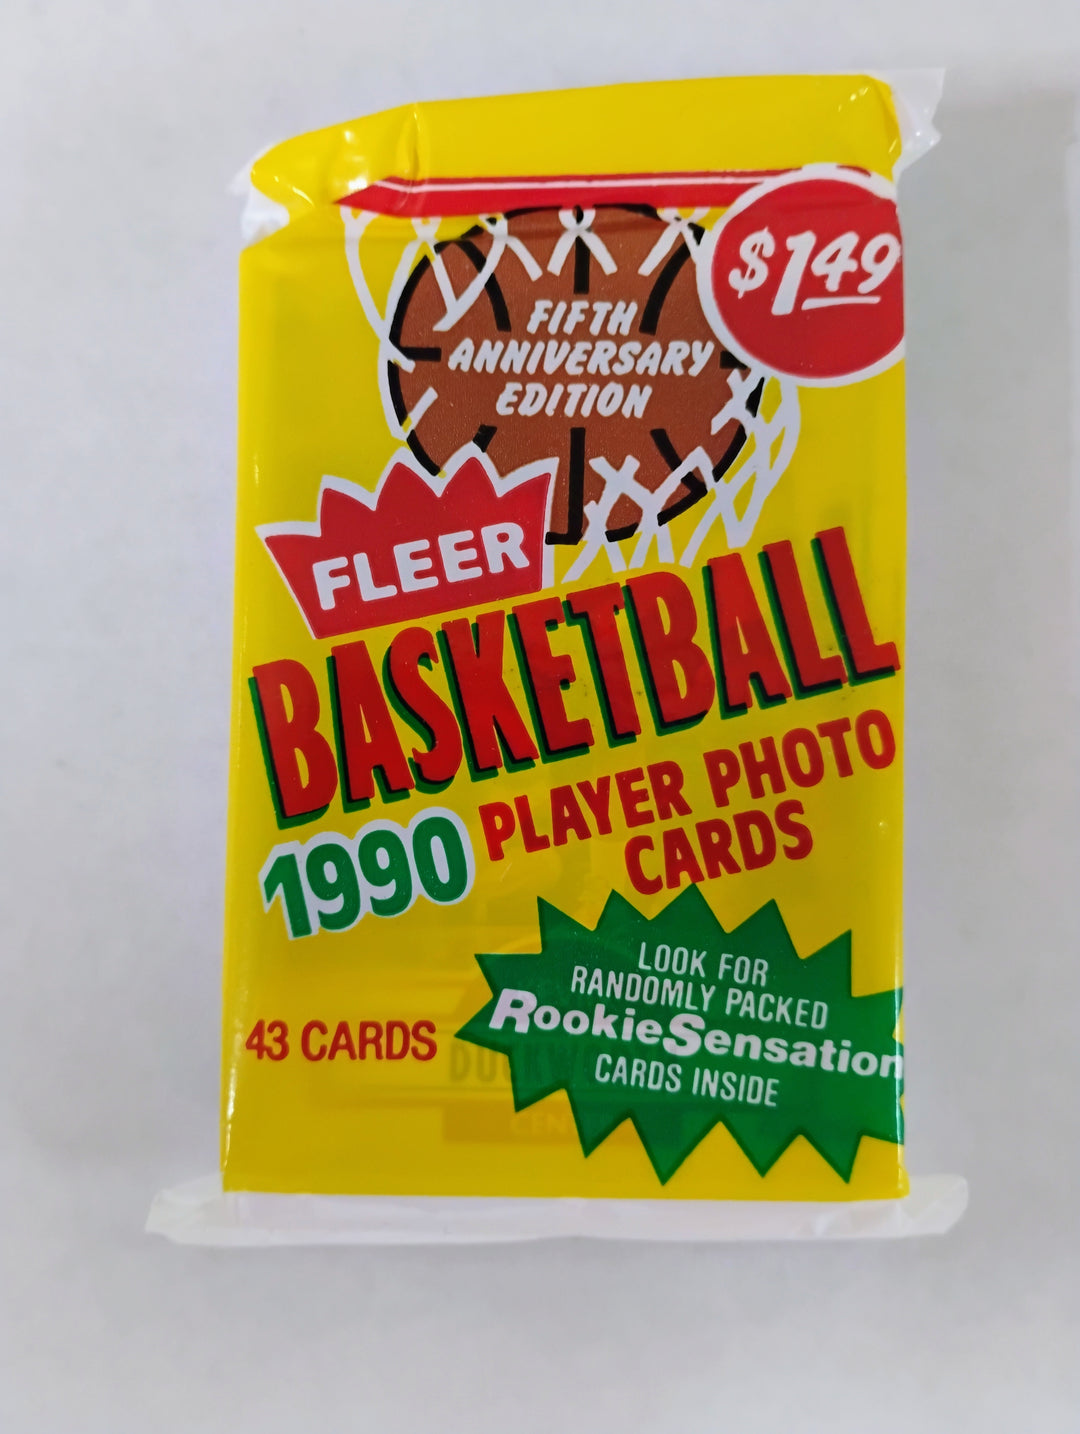 $1.49
FIFTH
ANNIVERSARY
EDITION
FLEER
BASKETBALL
1990 PLAYER PHOTO
CARDS
LOOK FOR
RANDOMLY PACKED
RookieSensation
CARDS INSIDE
43 CARDS